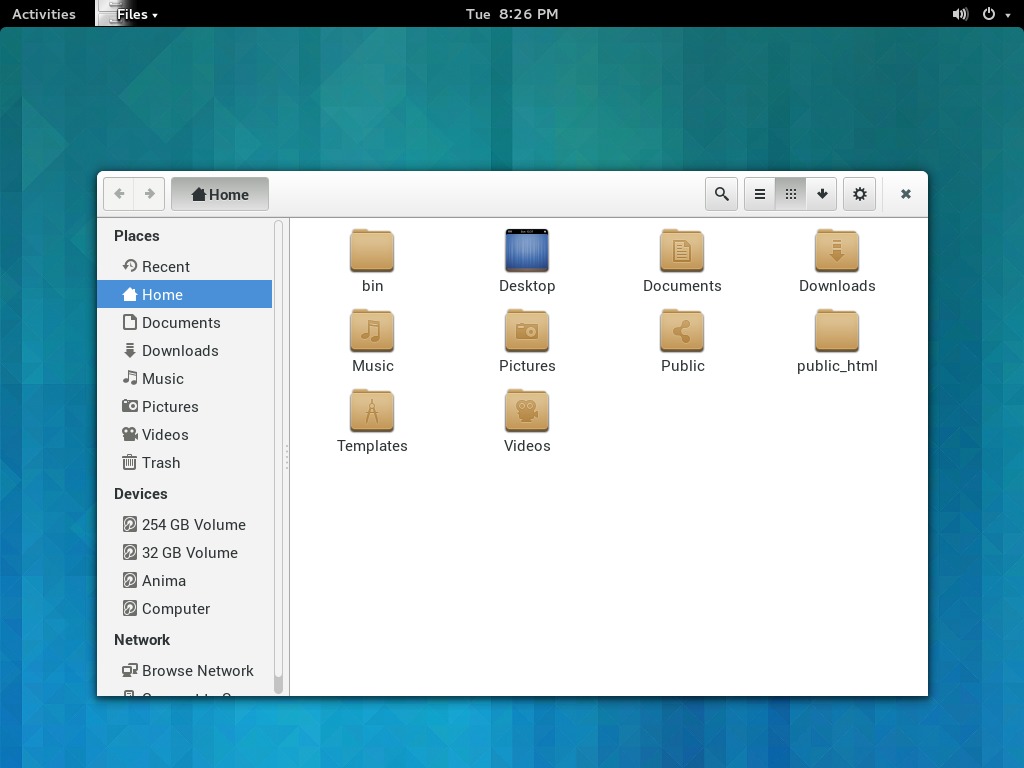 Activities Files Tue 8:26 PM
Home
Places
Recent
Home
Documents
Downloads
Music
Pictures
Videos
Trash
Devices
254 GB Volume
32 GB Volume
Anima
Computer
Network
Browse Network
bin Desktop Documents Downloads
Music Pictures Public public_html
Templates Videos